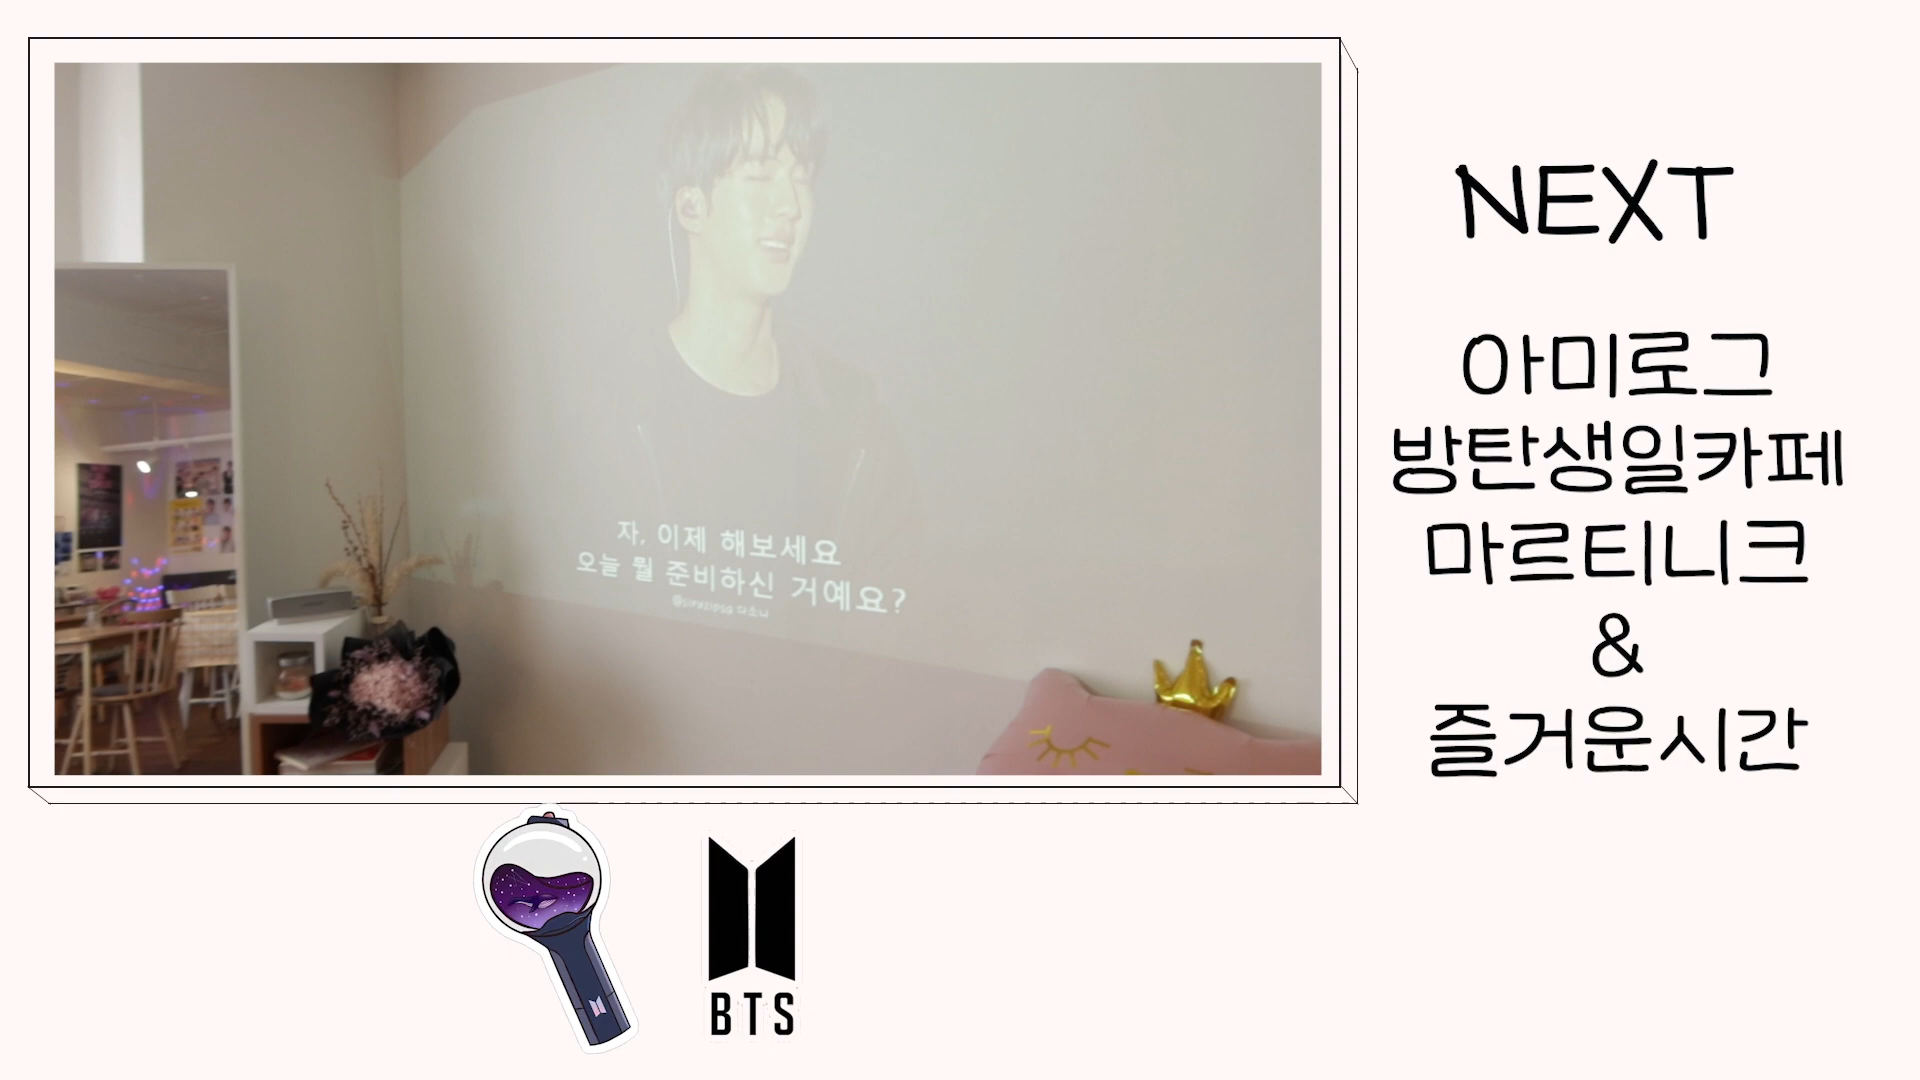 NEXT
아미로그
방탄생일카페
마르티니크
&
즐거운시간
자, 이제 해보세요
오늘 뭘 준비하신 거예요?
BTS